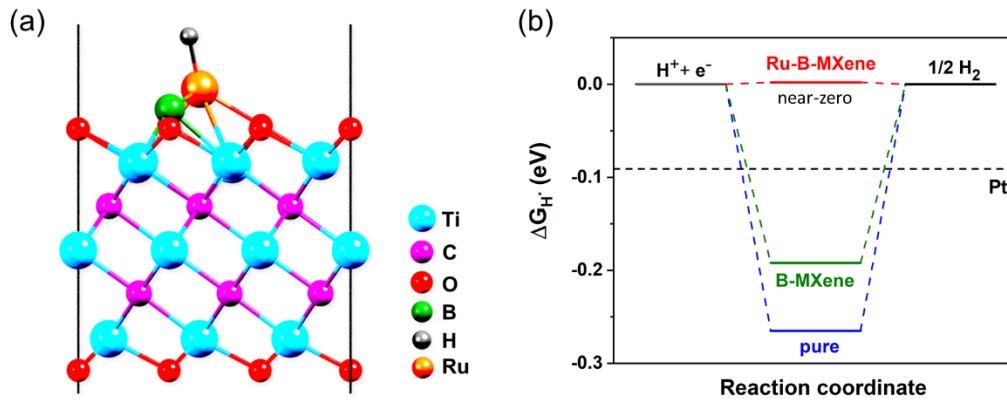 (a)
Ti
C
O
B
H
Ru
(b)
ΔG_H* (eV)
0.0
-0.1
-0.2
-0.3
H⁺+ e⁻
Ru-B-MXene
1/2 H₂
near-zero
Pt
B-MXene
pure
Reaction coordinate